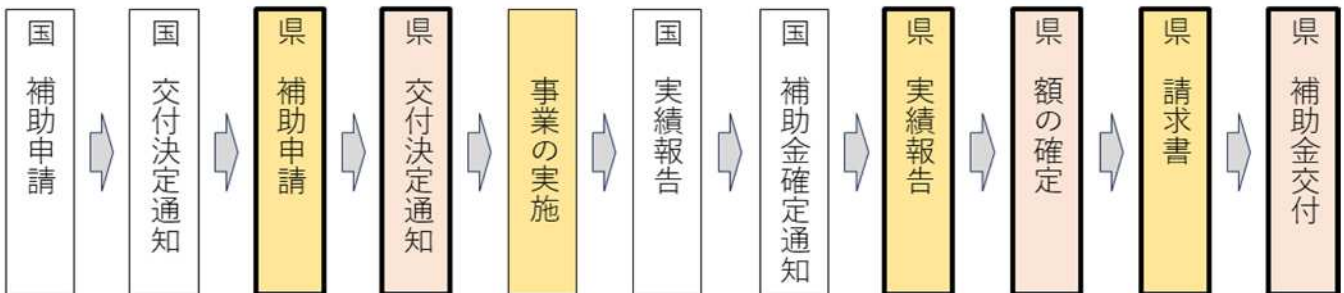 国　補助申請
国　交付決定通知
県　補助申請
県　交付決定通知
事業の実施
国　実績報告
国　補助金確定通知
県　実績報告
県　額の確定
県　請求書
県　補助金交付